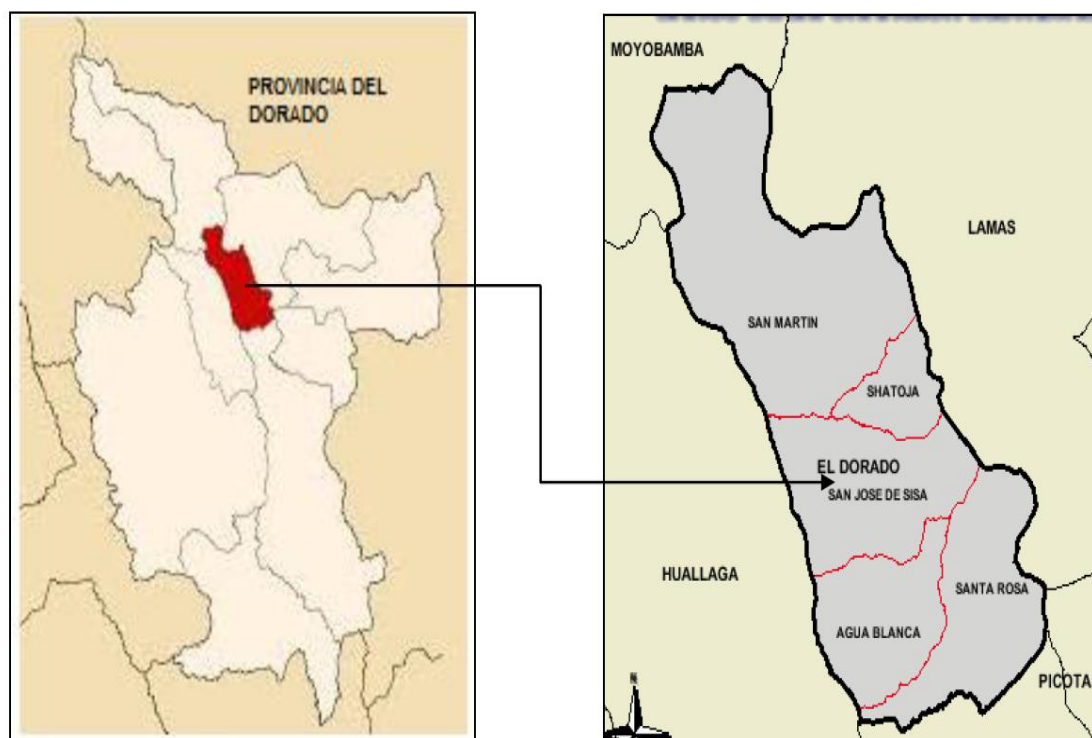 PROVINCIA DEL
DORADO
MOYOBAMBA
LAMAS
SAN MARTIN
SHATOJA
EL DORADO
SAN JOSE DE SISA
HUALLAGA
SANTA ROSA
AGUA BLANCA
PICOTA
N